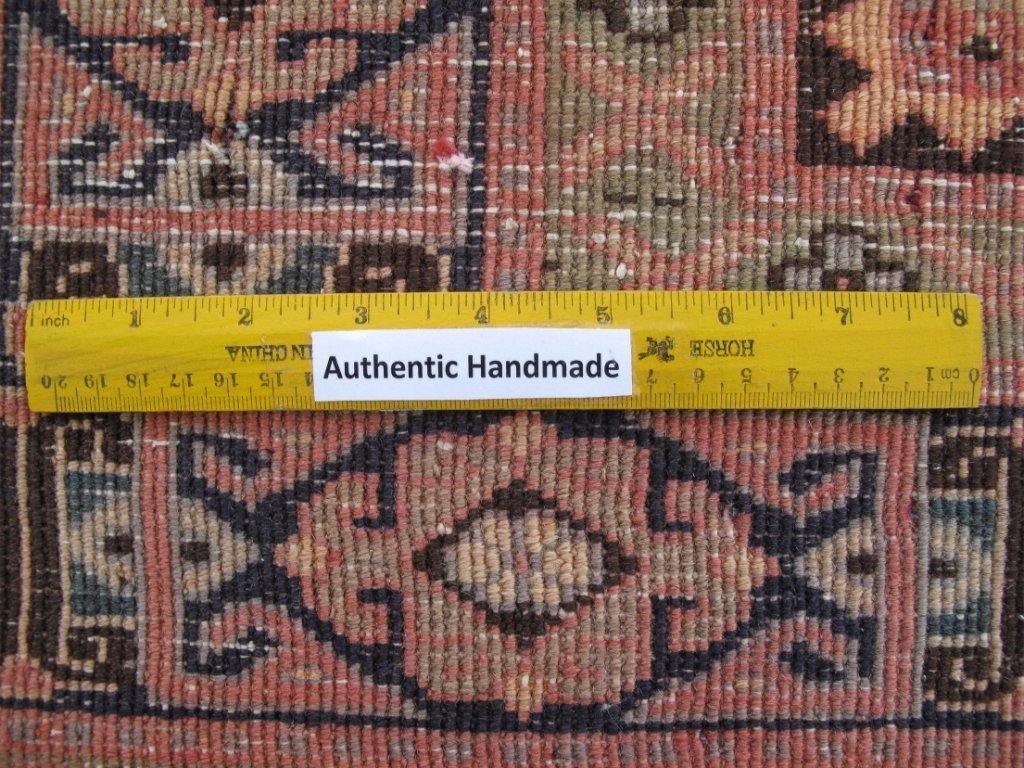 inch 1 2 3 4 5 6 7 8
IN CHINA
HORSE
Authentic Handmade
20 19 18 17 16 15 14 7 6 5 4 3 2 1 cm 0